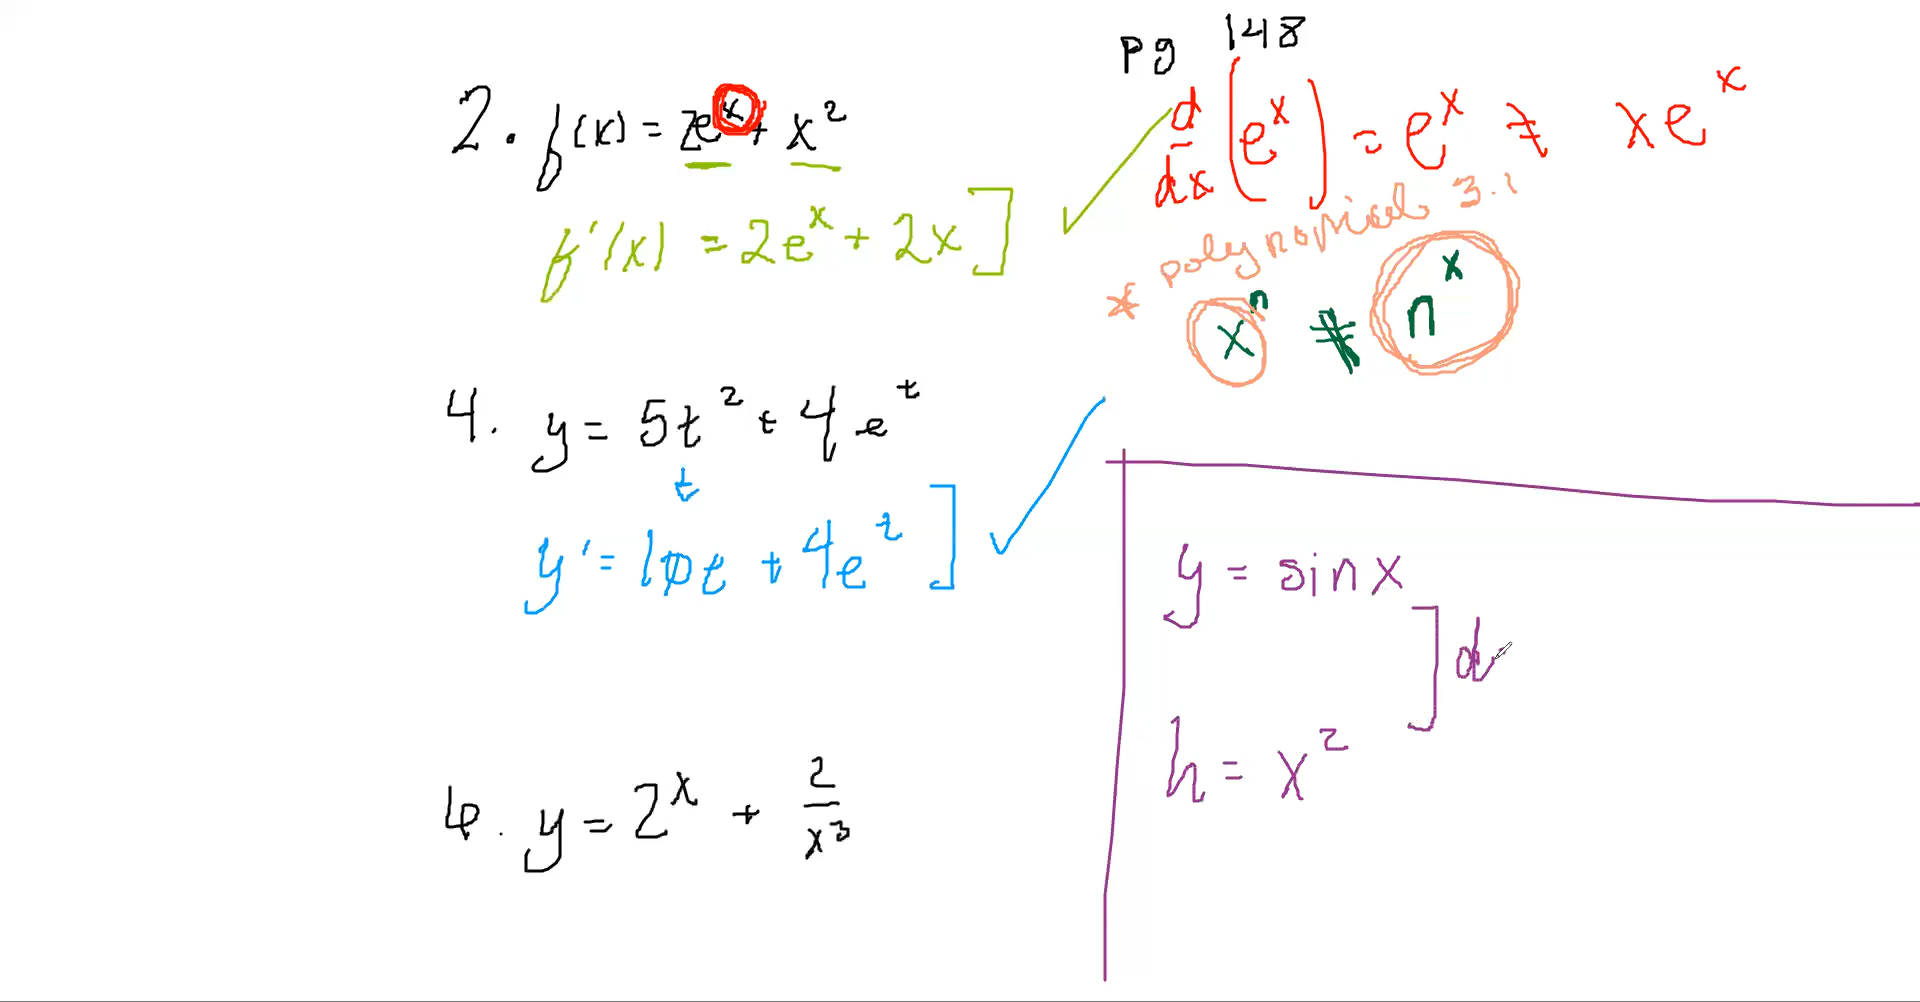 pg 148
2. f(x) = 2e^x + x^2
d/dx (e^x) = e^x ≠ xe^x
f'(x) = 2e^x + 2x]
* polynomial 3.1
x^n ≠ n^x
4. y = 5t^2 + 4e^t
t
y' = 10t + 4e^t]
y = sinx
] d
h = x^2
6. y = 2^x + 2/x^3